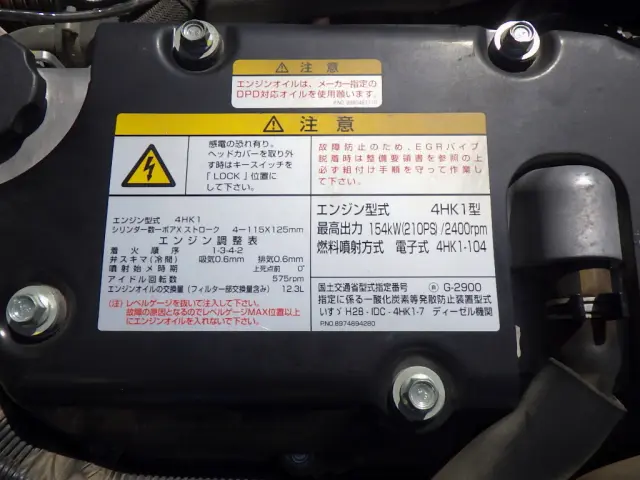 ⚠ 注意
エンジンオイルは、メーカー指定の
DPD対応オイルを使用願います。
⚠ 注意
感電の恐れ有り。
ヘッドカバーを取り外
す時はキースイッチを
「LOCK」位置に
して下さい。
故障防止のため、EGRパイプ
脱着時は整備要領書を参照の上
必ず組付け手順を守って作業し
て下さい。
エンジン型式 4HK1
シリンダー数−ボア×ストローク 4−115×125mm
エンジン調整表
着火順序 1-3-4-2
弁スキマ(冷間) 吸気0.6mm 排気0.6mm
噴射始メ時期 上死点前 0°
アイドル回転数 575rpm
エンジンオイルの交換量(フィルター部交換量含み) 12.3L
(注)レベルゲージを抜いて注入して下さい。
故障の原因となるのでレベルゲージMAX位置以上
にエンジンオイルを入れないで下さい。
エンジン型式 4HK1型
最高出力 154kW(210PS)/2400rpm
燃料噴射方式 電子式 4HK1-104
国土交通省型式指定番号 G-2900
指定に係る一酸化炭素等発散防止装置型式
いすゞ H28・IDC・4HK1-7 ディーゼル機関
P.NO.8974894280